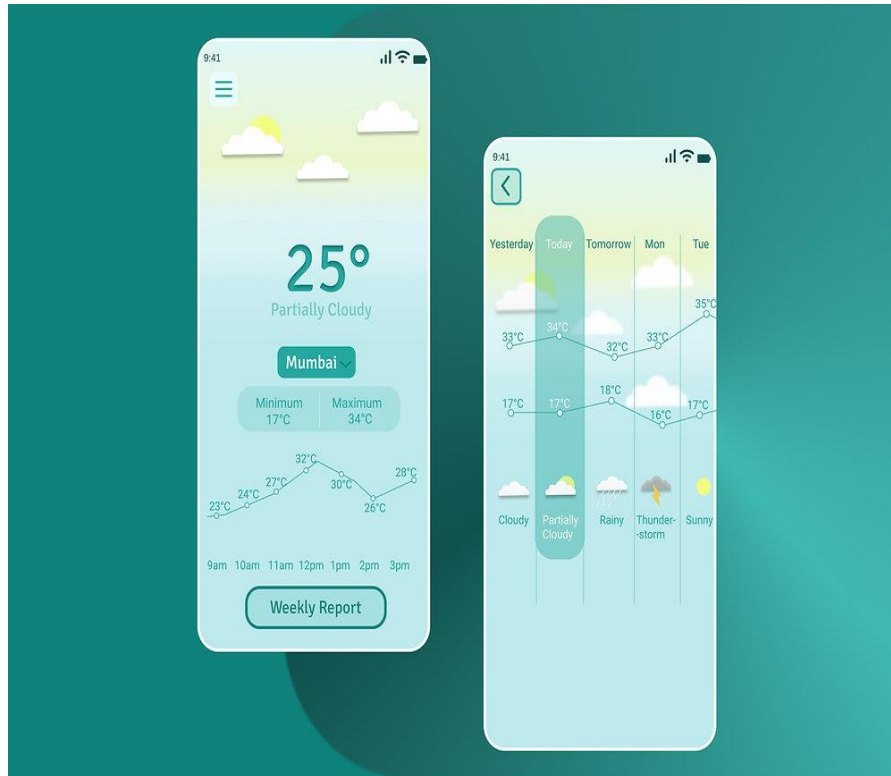 9:41
25°
Partially Cloudy
Mumbai
Minimum Maximum
17°C 34°C
23°C 24°C 27°C 32°C 30°C 26°C 28°C
9am 10am 11am 12pm 1pm 2pm 3pm
Weekly Report
9:41
Yesterday Today Tomorrow Mon Tue
33°C 34°C 32°C 33°C 35°C
17°C 17°C 18°C 16°C 17°C
Cloudy Partially Rainy Thunder- Sunny
Cloudy -storm